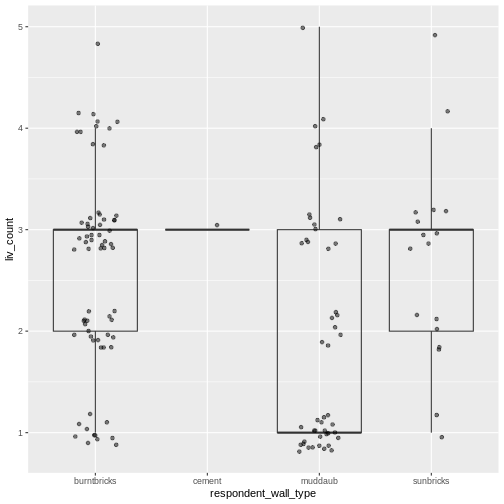 5
4
3
2
1
liv_count
burntbricks cement muddaub sunbricks
respondent_wall_type